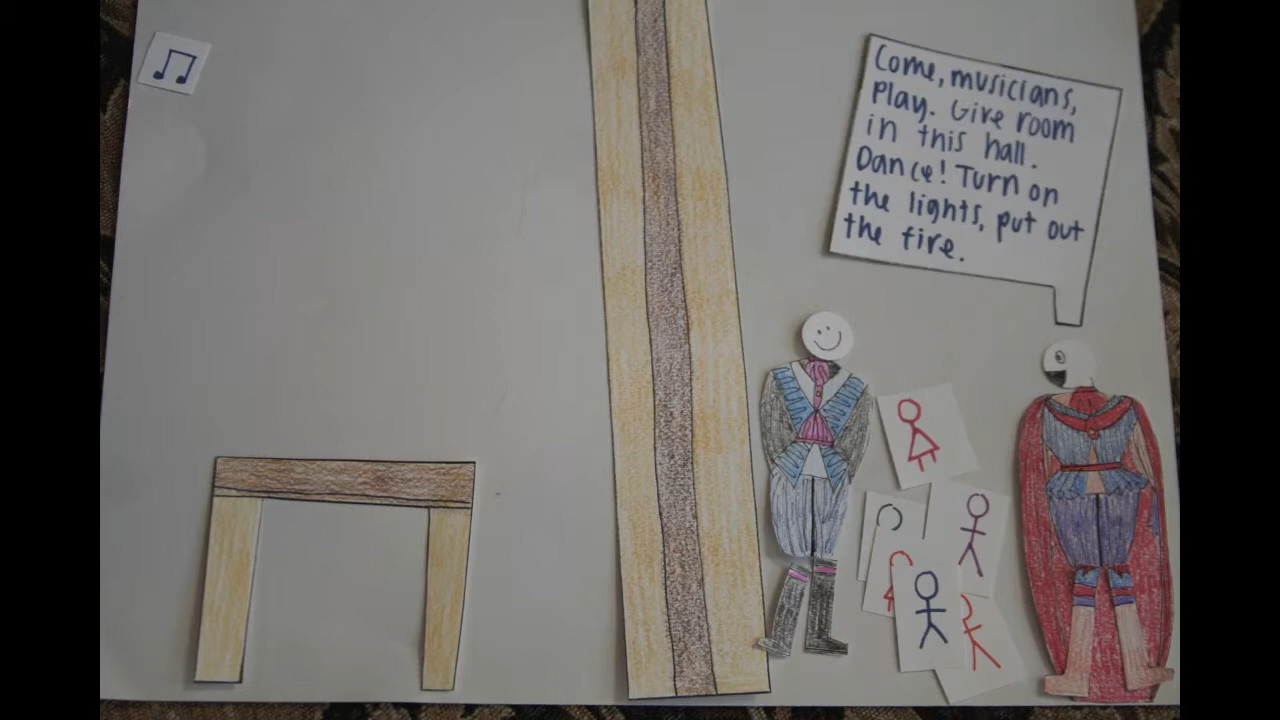 Come, musicians,
Play. Give room
in this hall.
Dance! Turn on
the lights, put out
the fire.